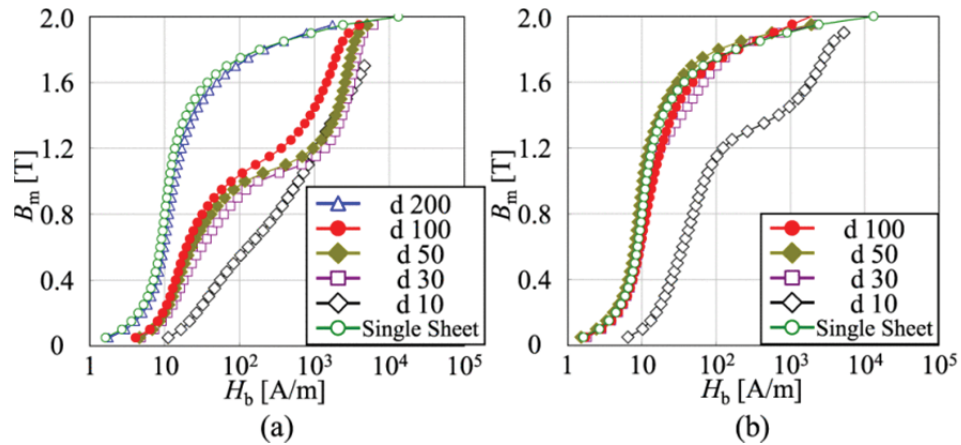 2.0
1.6
1.2
0.8
0.4
0
Bm [T]
d 200
d 100
d 50
d 30
d 10
Single Sheet
1 10 10² 10³ 10⁴ 10⁵
Hb [A/m]
(a)
2.0
1.6
1.2
0.8
0.4
0
Bm [T]
d 100
d 50
d 30
d 10
Single Sheet
1 10 10² 10³ 10⁴ 10⁵
Hb [A/m]
(b)